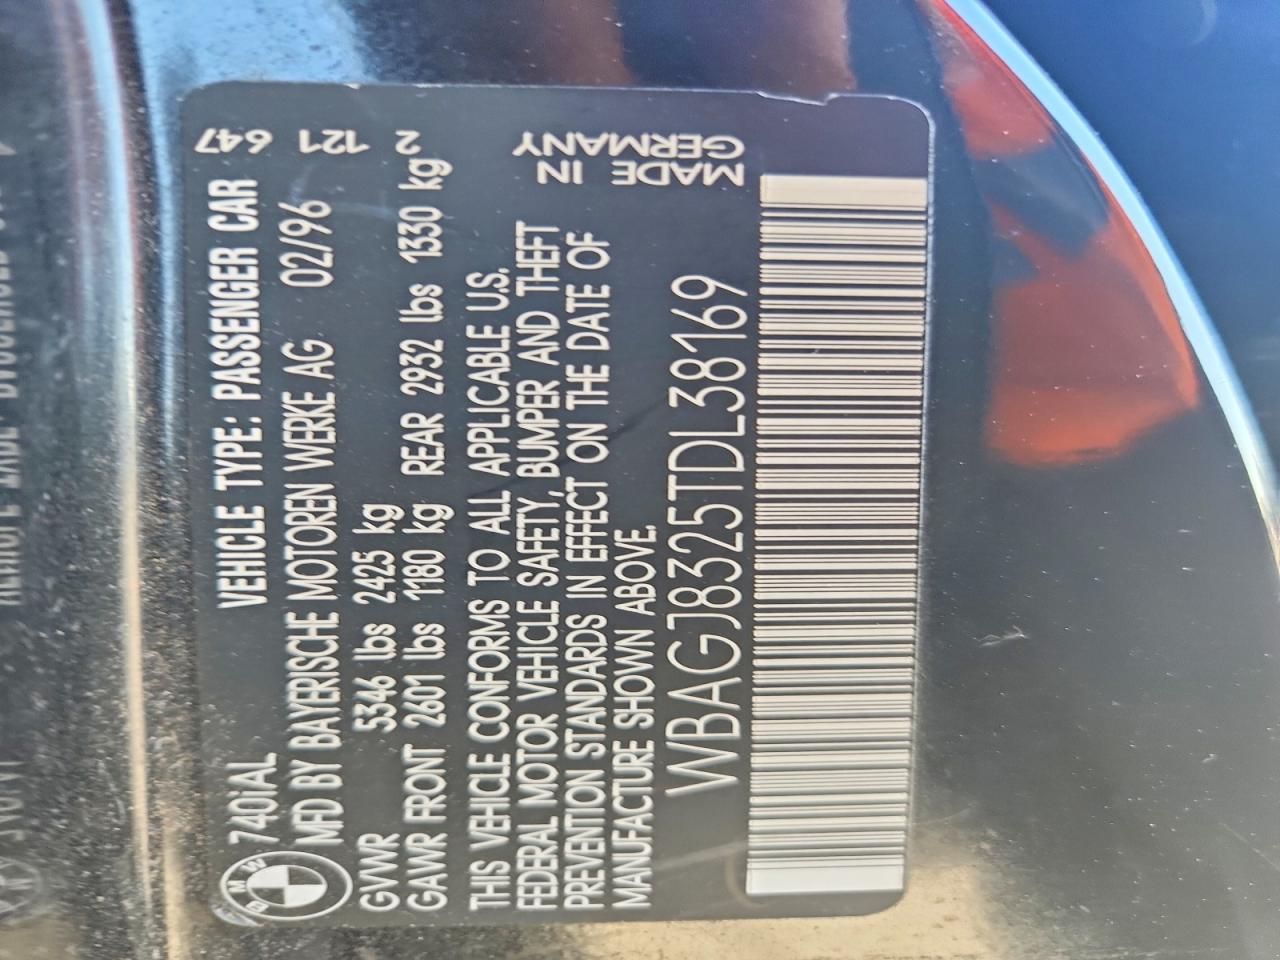 BMW
740iAL VEHICLE TYPE: PASSENGER CAR 647
MFD BY BAYERISCHE MOTOREN WERKE AG 02/96 121
GVWR 5346 lbs 2425 kg 2
GAWR FRONT 2601 lbs 1180 kg REAR 2932 lbs 1330 kg
THIS VEHICLE CONFORMS TO ALL APPLICABLE U.S.
FEDERAL MOTOR VEHICLE SAFETY, BUMPER AND THEFT
PREVENTION STANDARDS IN EFFECT ON THE DATE OF
MANUFACTURE SHOWN ABOVE.
MADE IN
GERMANY
WBAGJ8325TDL38169